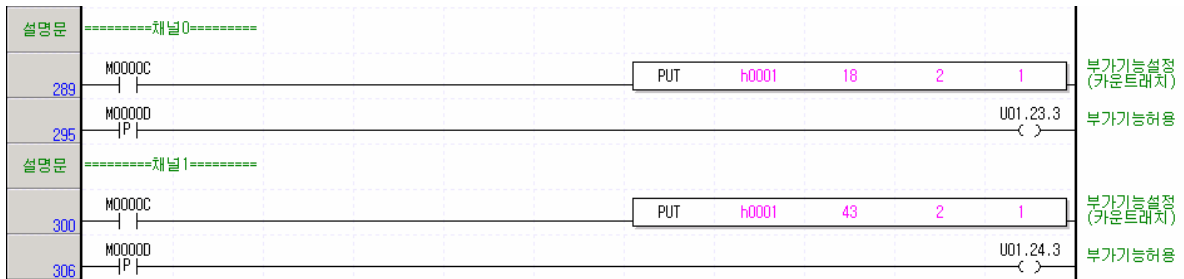 설명문 =========채널0=========
M0000C
289 PUT h0001 18 2 1 부가기능설정
(카운트래치)
M0000D U01.23.3
295 P 부가기능허용
설명문 =========채널1=========
M0000C
300 PUT h0001 43 2 1 부가기능설정
(카운트래치)
M0000D U01.24.3
306 P 부가기능허용